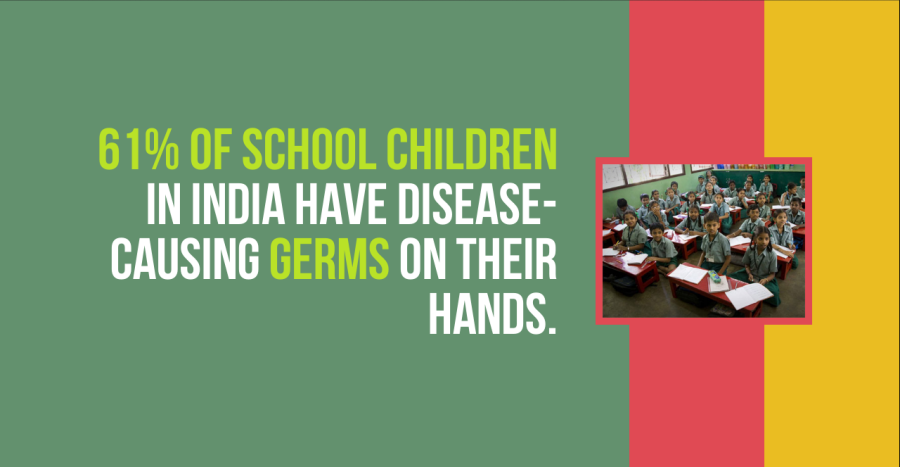 61% OF SCHOOL CHILDREN
IN INDIA HAVE DISEASE-
CAUSING GERMS ON THEIR
HANDS.